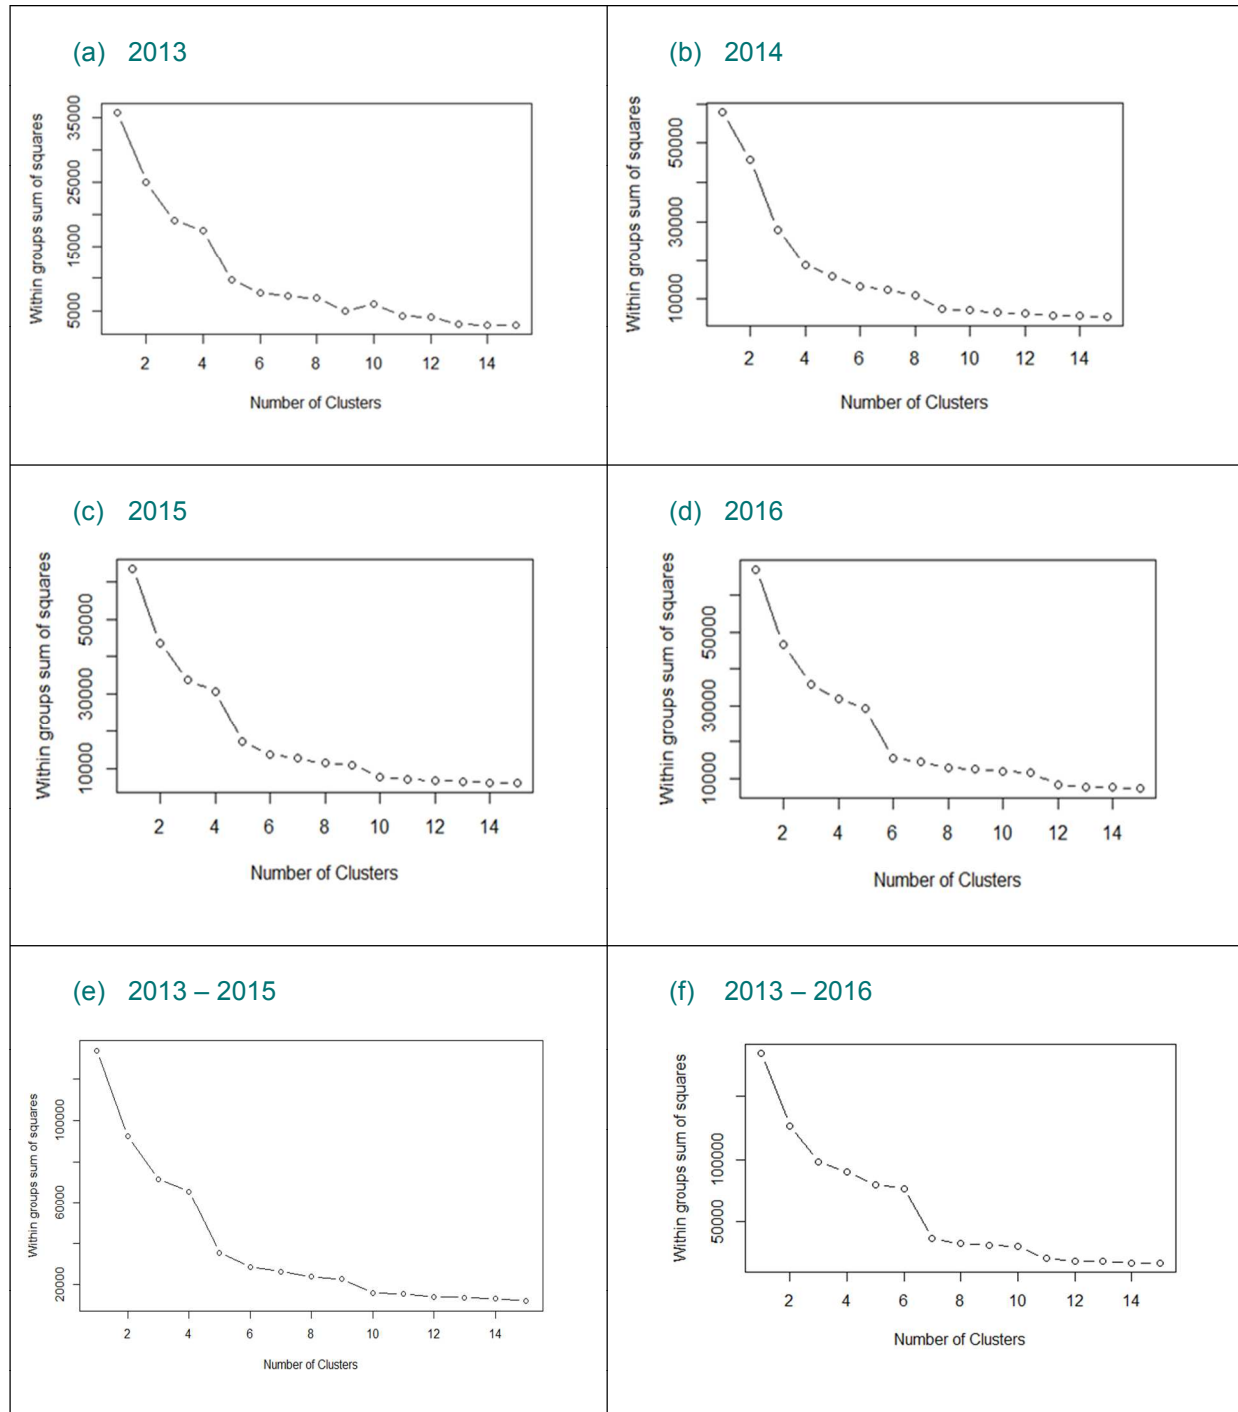 (a) 2013
Within groups sum of squares
35000
25000
15000
5000
2 4 6 8 10 12 14
Number of Clusters
(b) 2014
Within groups sum of squares
50000
30000
10000
2 4 6 8 10 12 14
Number of Clusters
(c) 2015
Within groups sum of squares
50000
30000
10000
2 4 6 8 10 12 14
Number of Clusters
(d) 2016
Within groups sum of squares
50000
30000
10000
2 4 6 8 10 12 14
Number of Clusters
(e) 2013 – 2015
Within groups sum of squares
100000
60000
20000
2 4 6 8 10 12 14
Number of Clusters
(f) 2013 – 2016
Within groups sum of squares
100000
50000
2 4 6 8 10 12 14
Number of Clusters